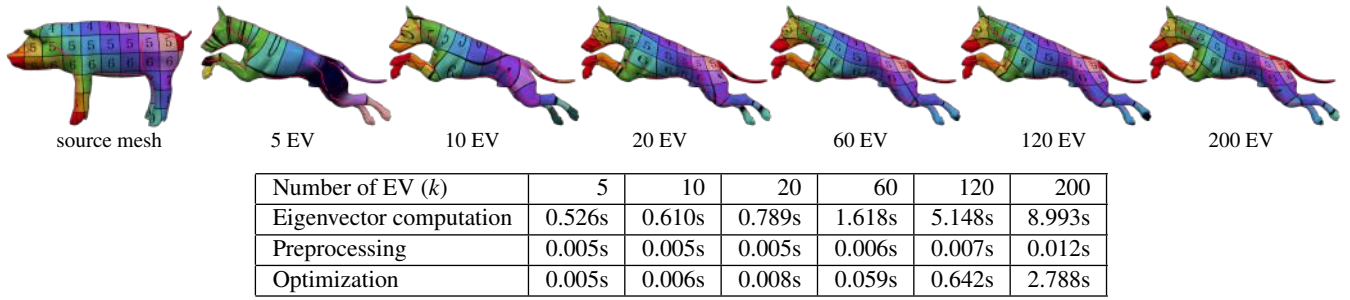 source mesh 5 EV 10 EV 20 EV 60 EV 120 EV 200 EV
Number of EV (k) 5 10 20 60 120 200
Eigenvector computation 0.526s 0.610s 0.789s 1.618s 5.148s 8.993s
Preprocessing 0.005s 0.005s 0.005s 0.006s 0.007s 0.012s
Optimization 0.005s 0.006s 0.008s 0.059s 0.642s 2.788s